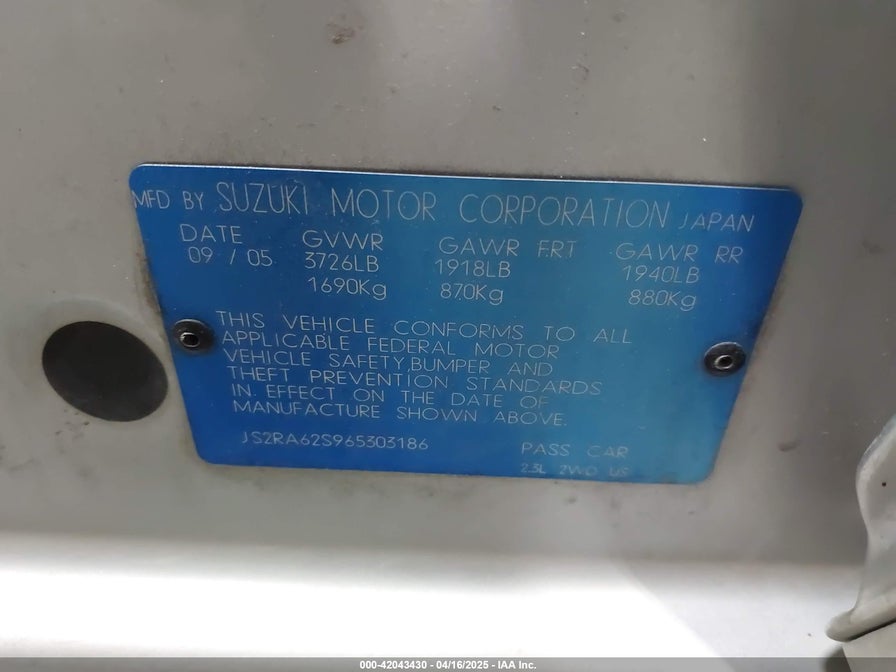 MFD BY SUZUKI MOTOR CORPORATION JAPAN
DATE GVWR GAWR FRT GAWR RR
09 / 05 3726LB 1918LB 1940LB
1690Kg 870Kg 880Kg
THIS VEHICLE CONFORMS TO ALL
APPLICABLE FEDERAL MOTOR
VEHICLE SAFETY,BUMPER AND
THEFT PREVENTION STANDARDS
IN EFFECT ON THE DATE OF
MANUFACTURE SHOWN ABOVE.
JS2RA62S965303186 PASS CAR
2.3L 2WD US
000-42043430 - 04/16/2025 - IAA Inc.